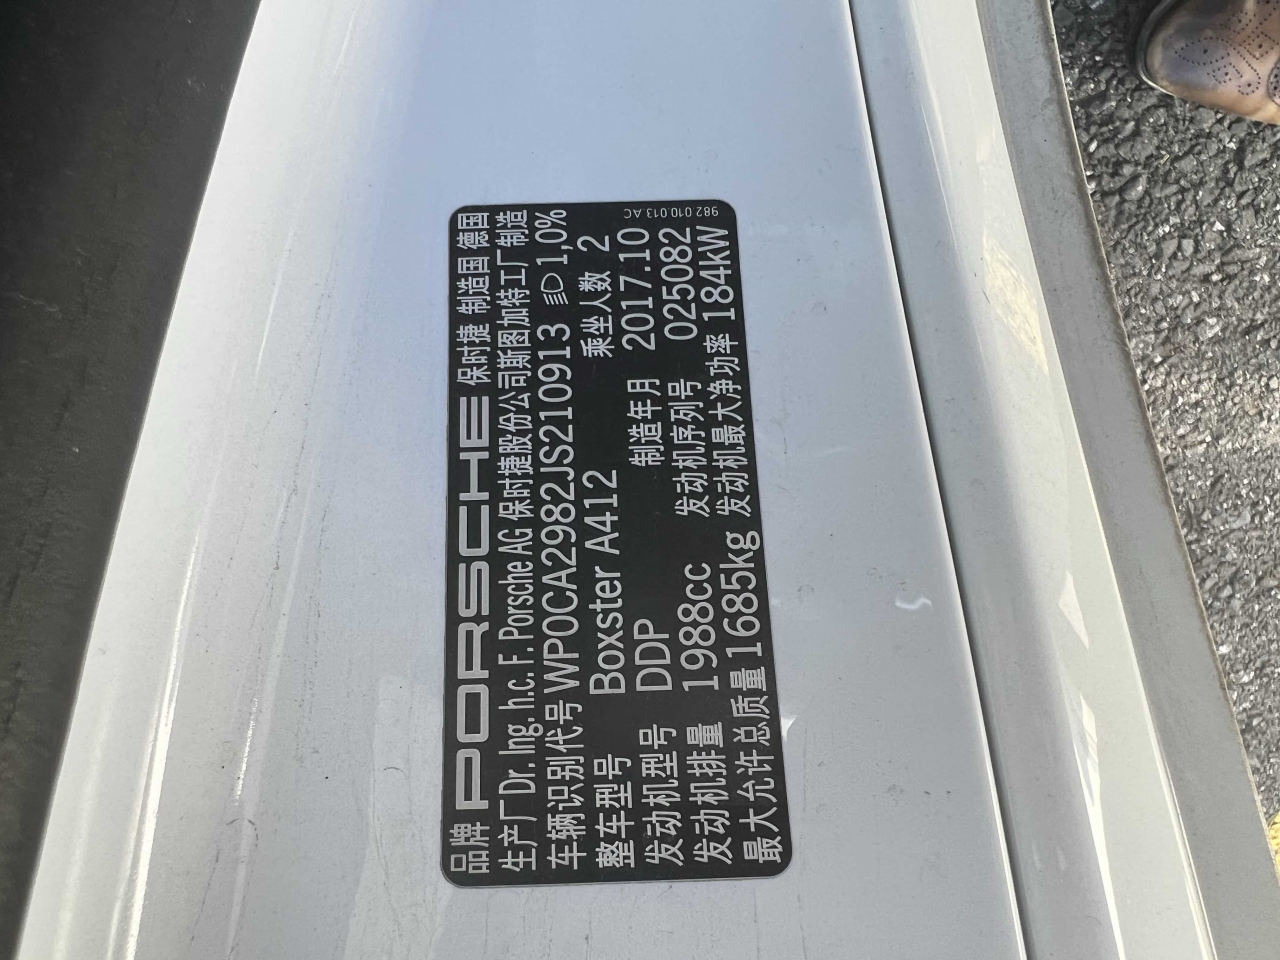 982.010.013 AC
品牌 PORSCHE 保时捷 制造国 德国
生产厂 Dr. Ing. h.c. F. Porsche AG 保时捷股份公司斯图加特工厂制造
车辆识别代号 WP0CA2982JS210913 1,0%
整车型号 Boxster A412 乘坐人数 2
发动机型号 DDP 制造年月 2017.10
发动机排量 1988cc 发动机序列号 025082
最大允许总质量 1685kg 发动机最大净功率 184kW